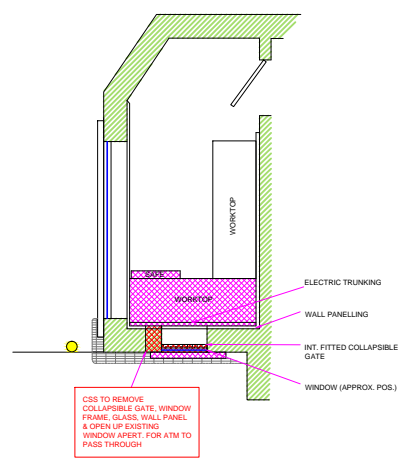 WORKTOP
SAFE
WORKTOP
ELECTRIC TRUNKING
WALL PANELLING
INT. FITTED COLLAPSIBLE
GATE
WINDOW (APPROX. POS.)
CSS TO REMOVE
COLLAPSIBLE GATE, WINDOW
FRAME, GLASS, WALL PANEL
& OPEN UP EXISTING
WINDOW APERT. FOR ATM TO
PASS THROUGH